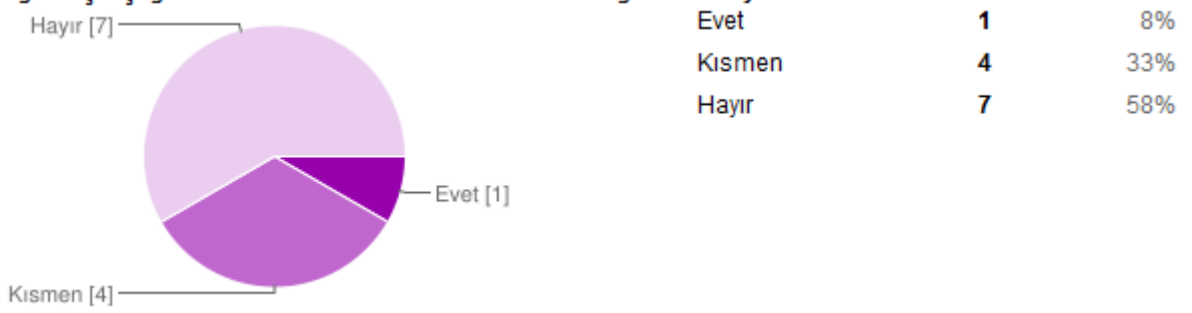 Hayır [7]
Evet [1]
Kısmen [4]
Evet 1 8%
Kısmen 4 33%
Hayır 7 58%